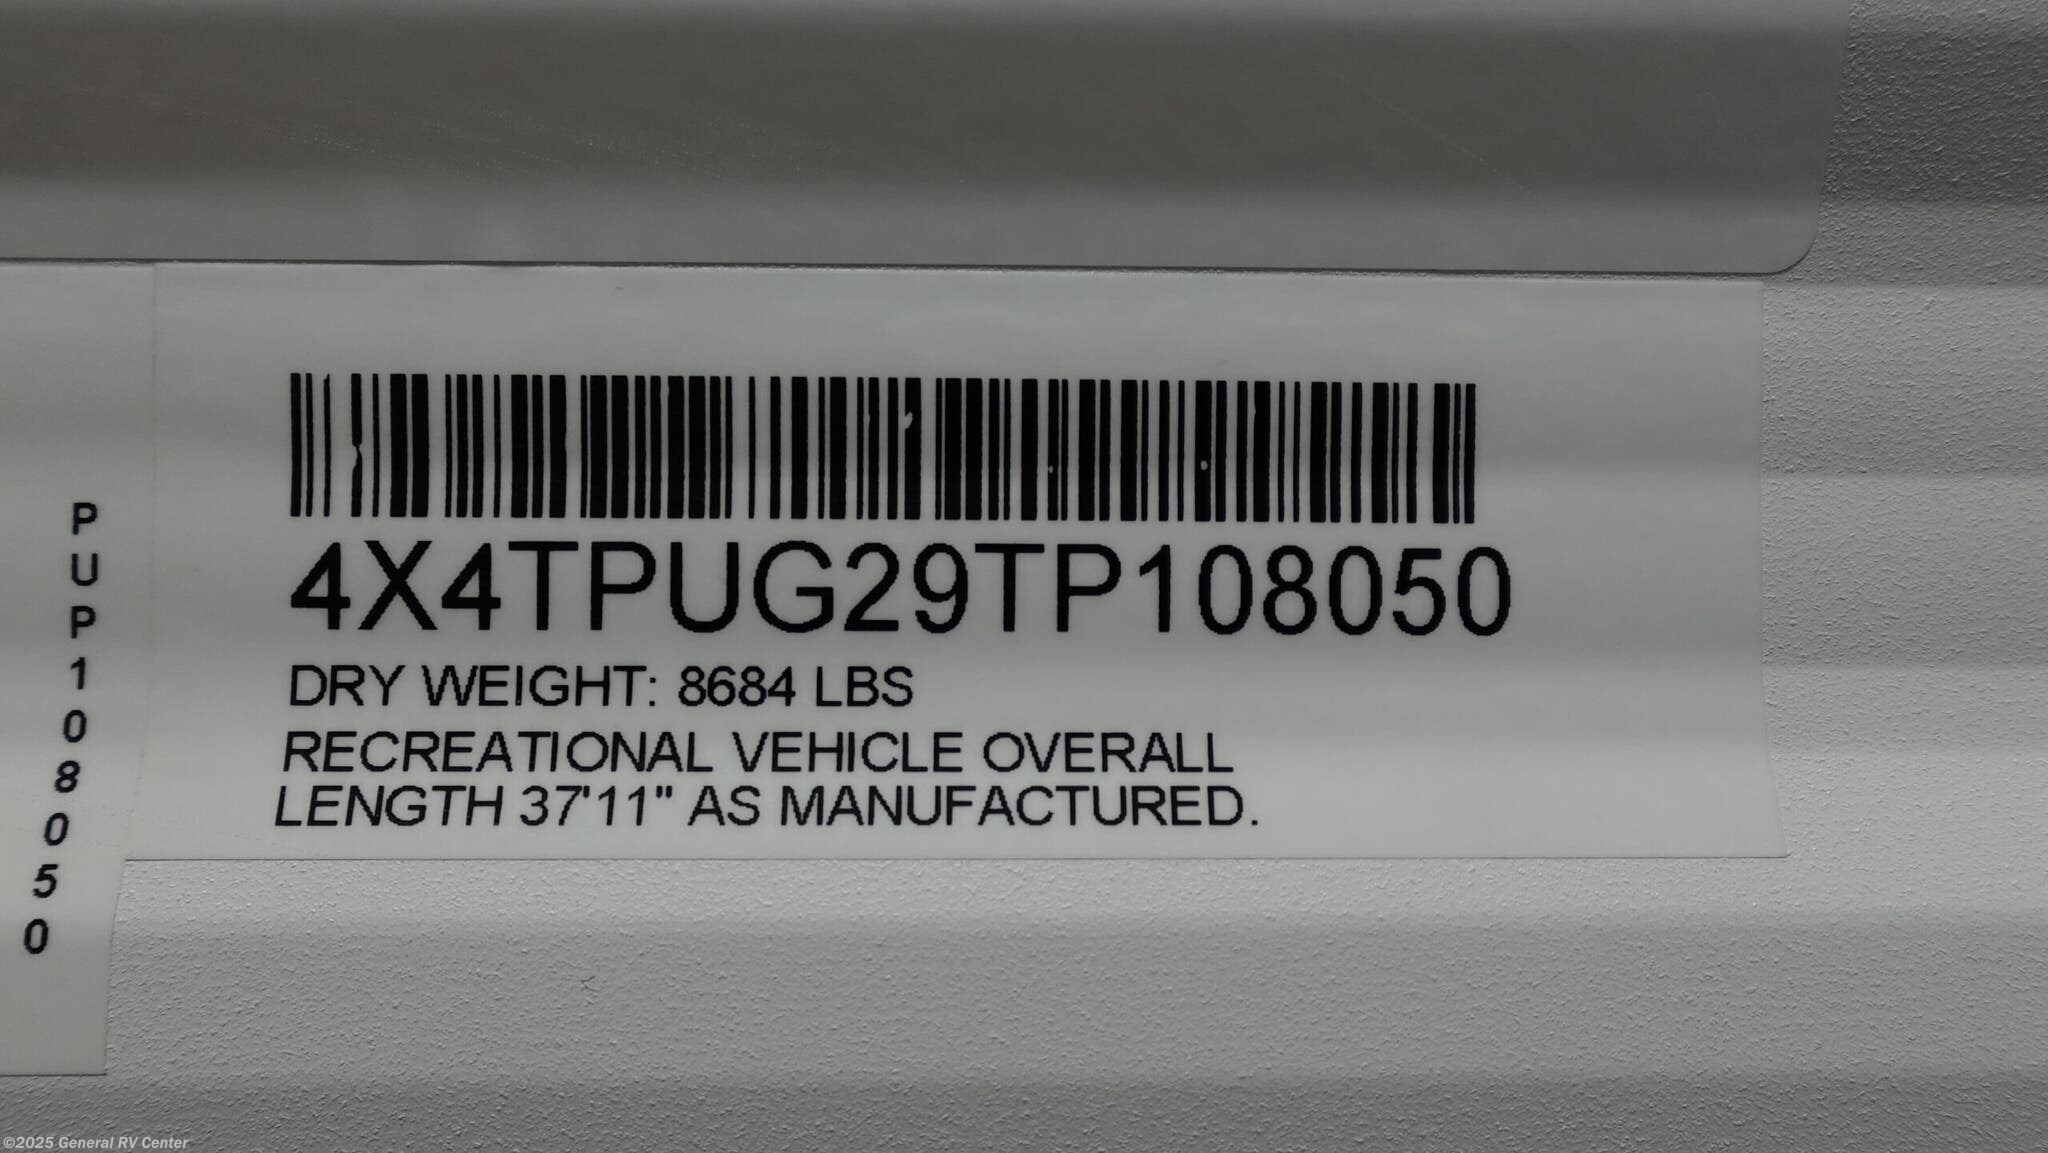 4X4TPUG29TP108050
DRY WEIGHT: 8684 LBS
RECREATIONAL VEHICLE OVERALL
LENGTH 37'11" AS MANUFACTURED.
PUP108050
©2025 General RV Center